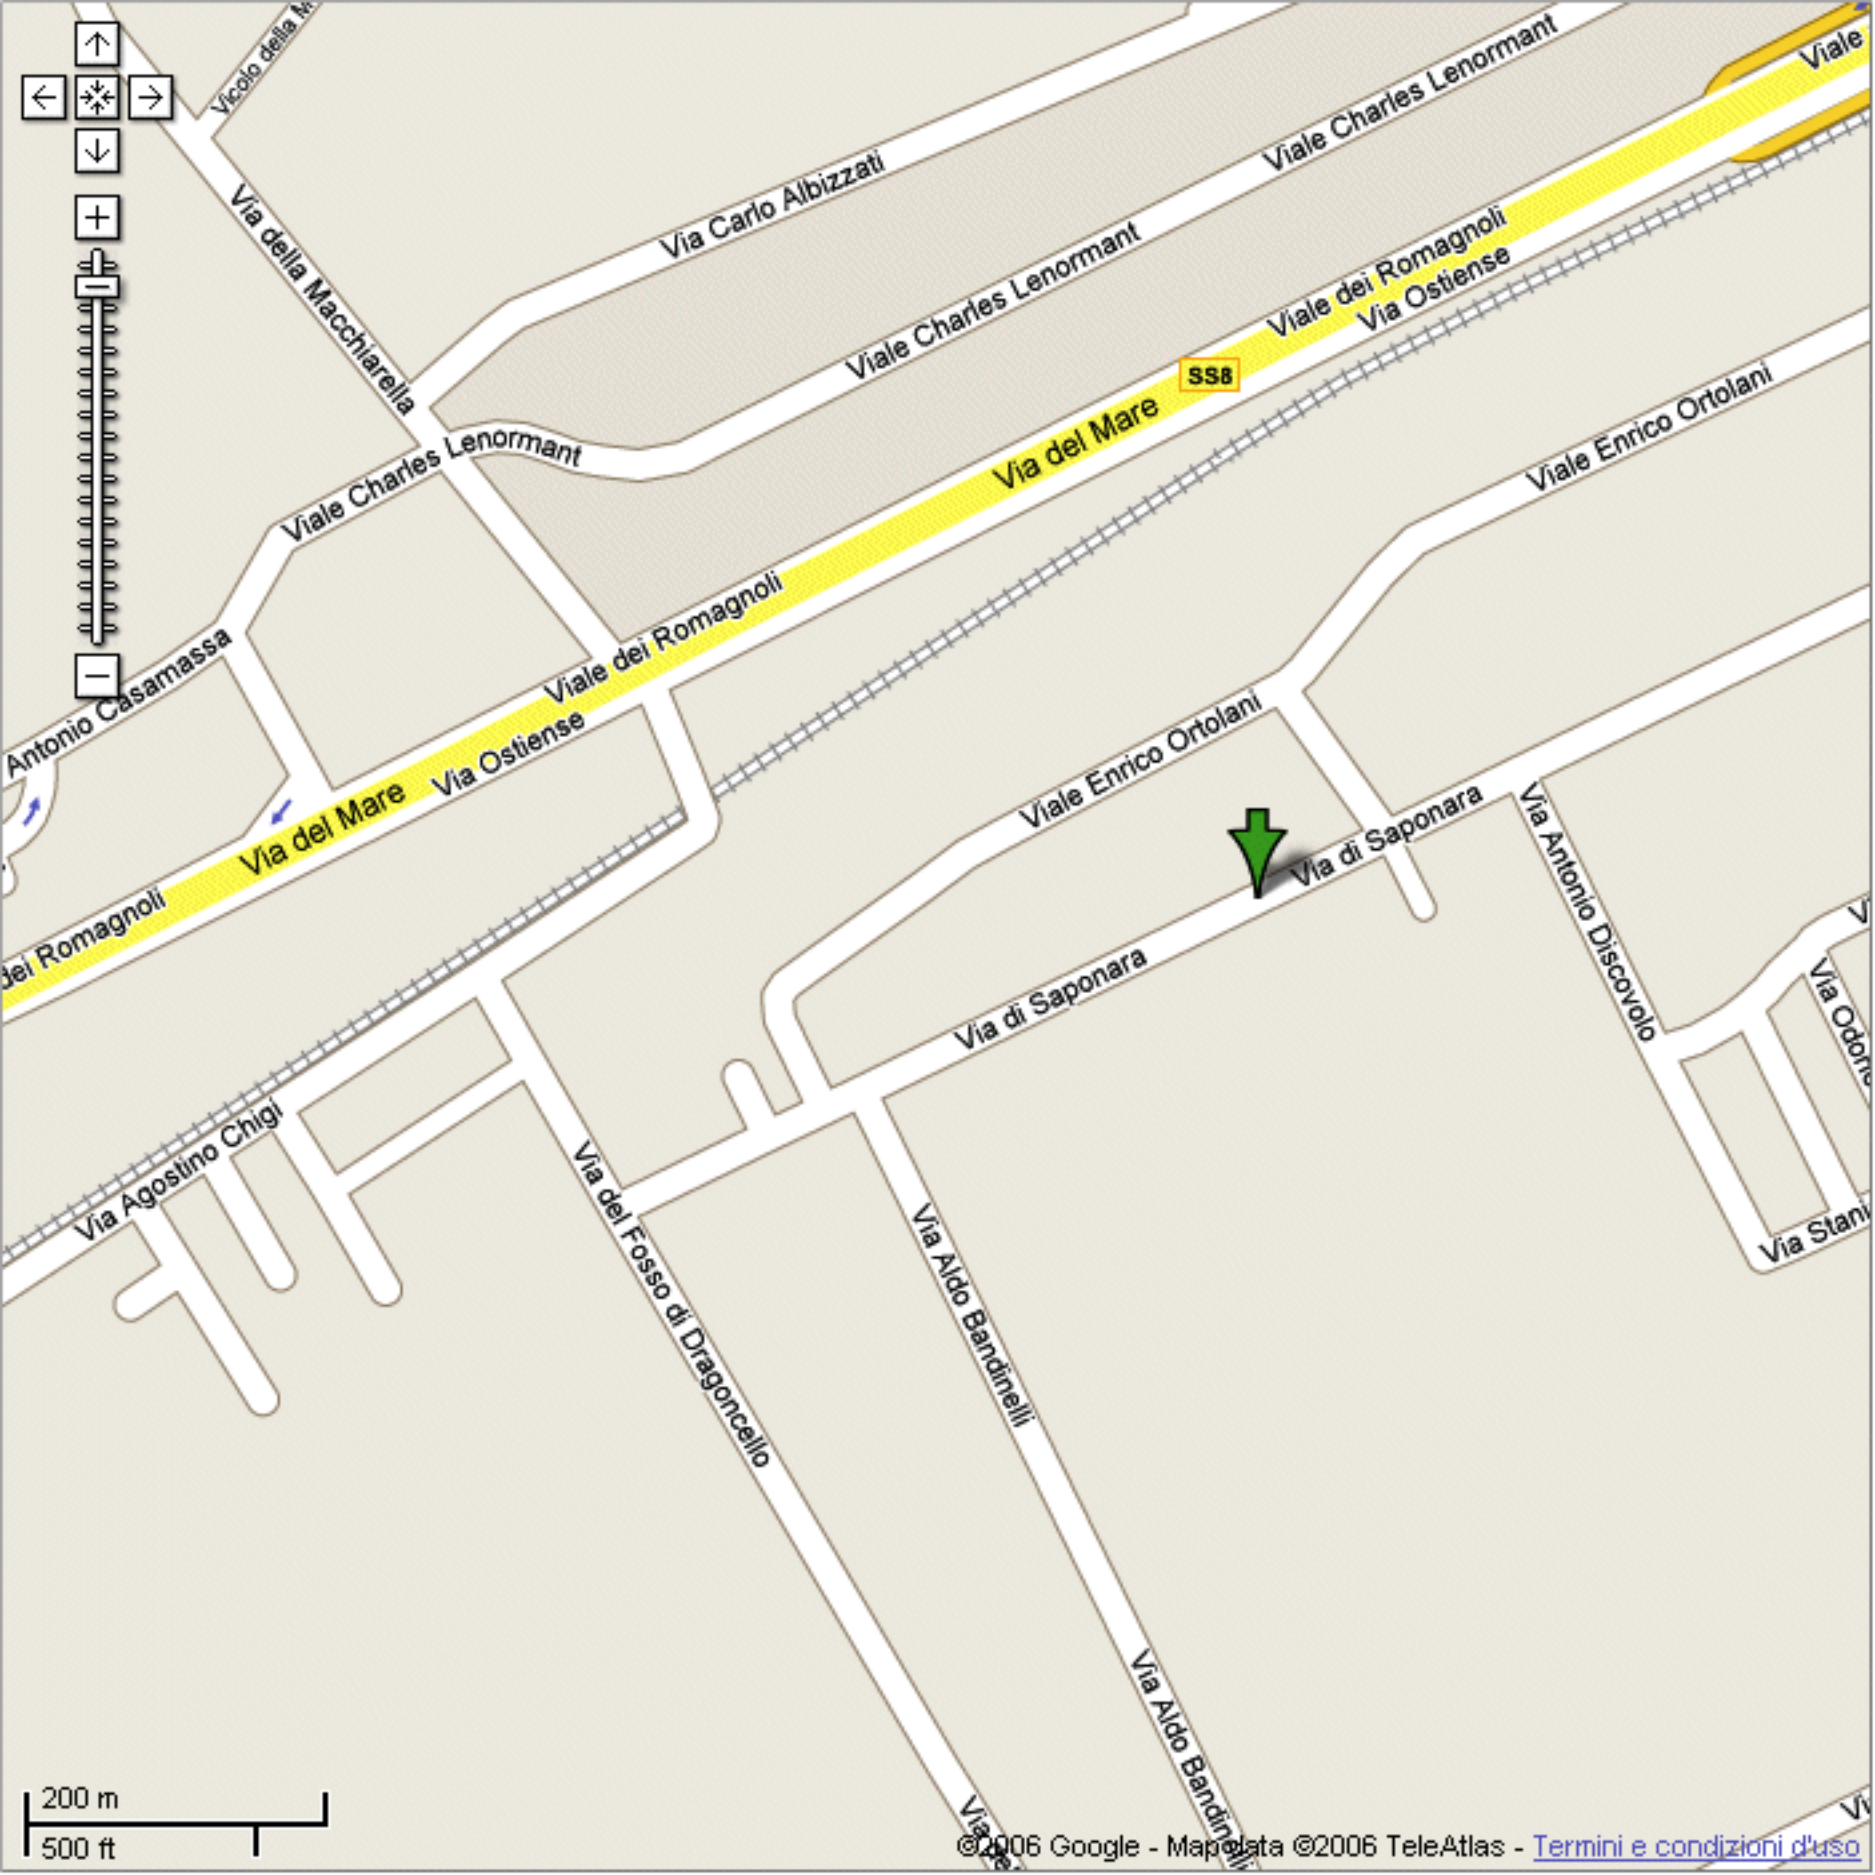 Vicolo della M
Viale
Viale Charles Lenormant
Via Carlo Albizzati
Via della Macchiarella
Viale Charles Lenormant
Viale dei Romagnoli
Via Ostiense
SS8
Viale Enrico Ortolani
Via del Mare
Viale Charles Lenormant
Viale dei Romagnoli
Antonio Casamassa
Via Ostiense
Viale Enrico Ortolani
Via del Mare
Via di Saponara
Via Antonio Discovolo
dei Romagnoli
Via di Saponara
Via Odori
Via Agostino Chigi
Via del Fosso di Dragoncello
Via Aldo Bandinelli
Via Stani
Via Aldo Bandinelli
200 m
500 ft
©2006 Google - Map data ©2006 TeleAtlas - Termini e condizioni d'uso